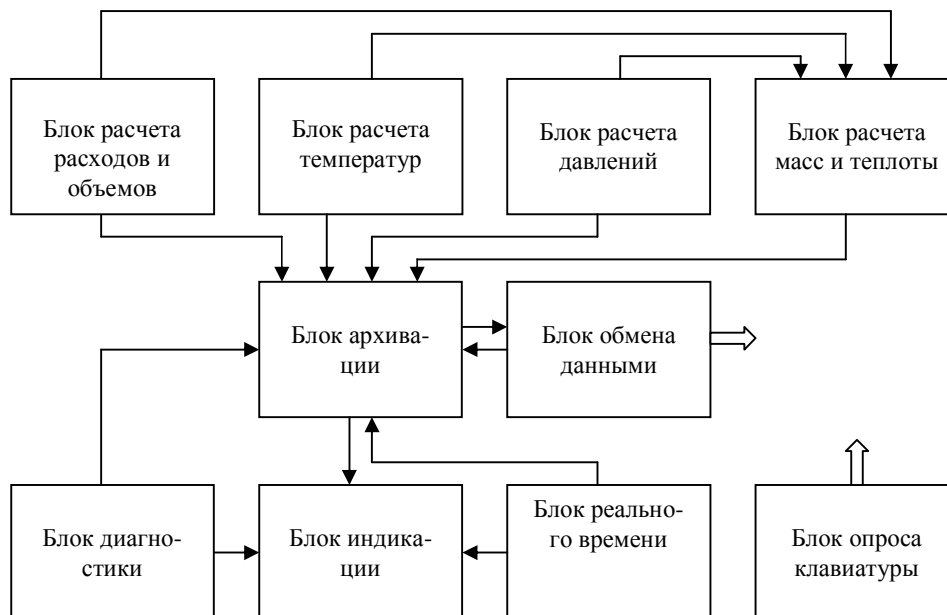 Блок расчета
расходов и
объемов
Блок расчета
температур
Блок расчета
давлений
Блок расчета
масс и теплоты
Блок архива-
ции
Блок обмена
данными
Блок диагно-
стики
Блок индика-
ции
Блок реально-
го времени
Блок опроса
клавиатуры